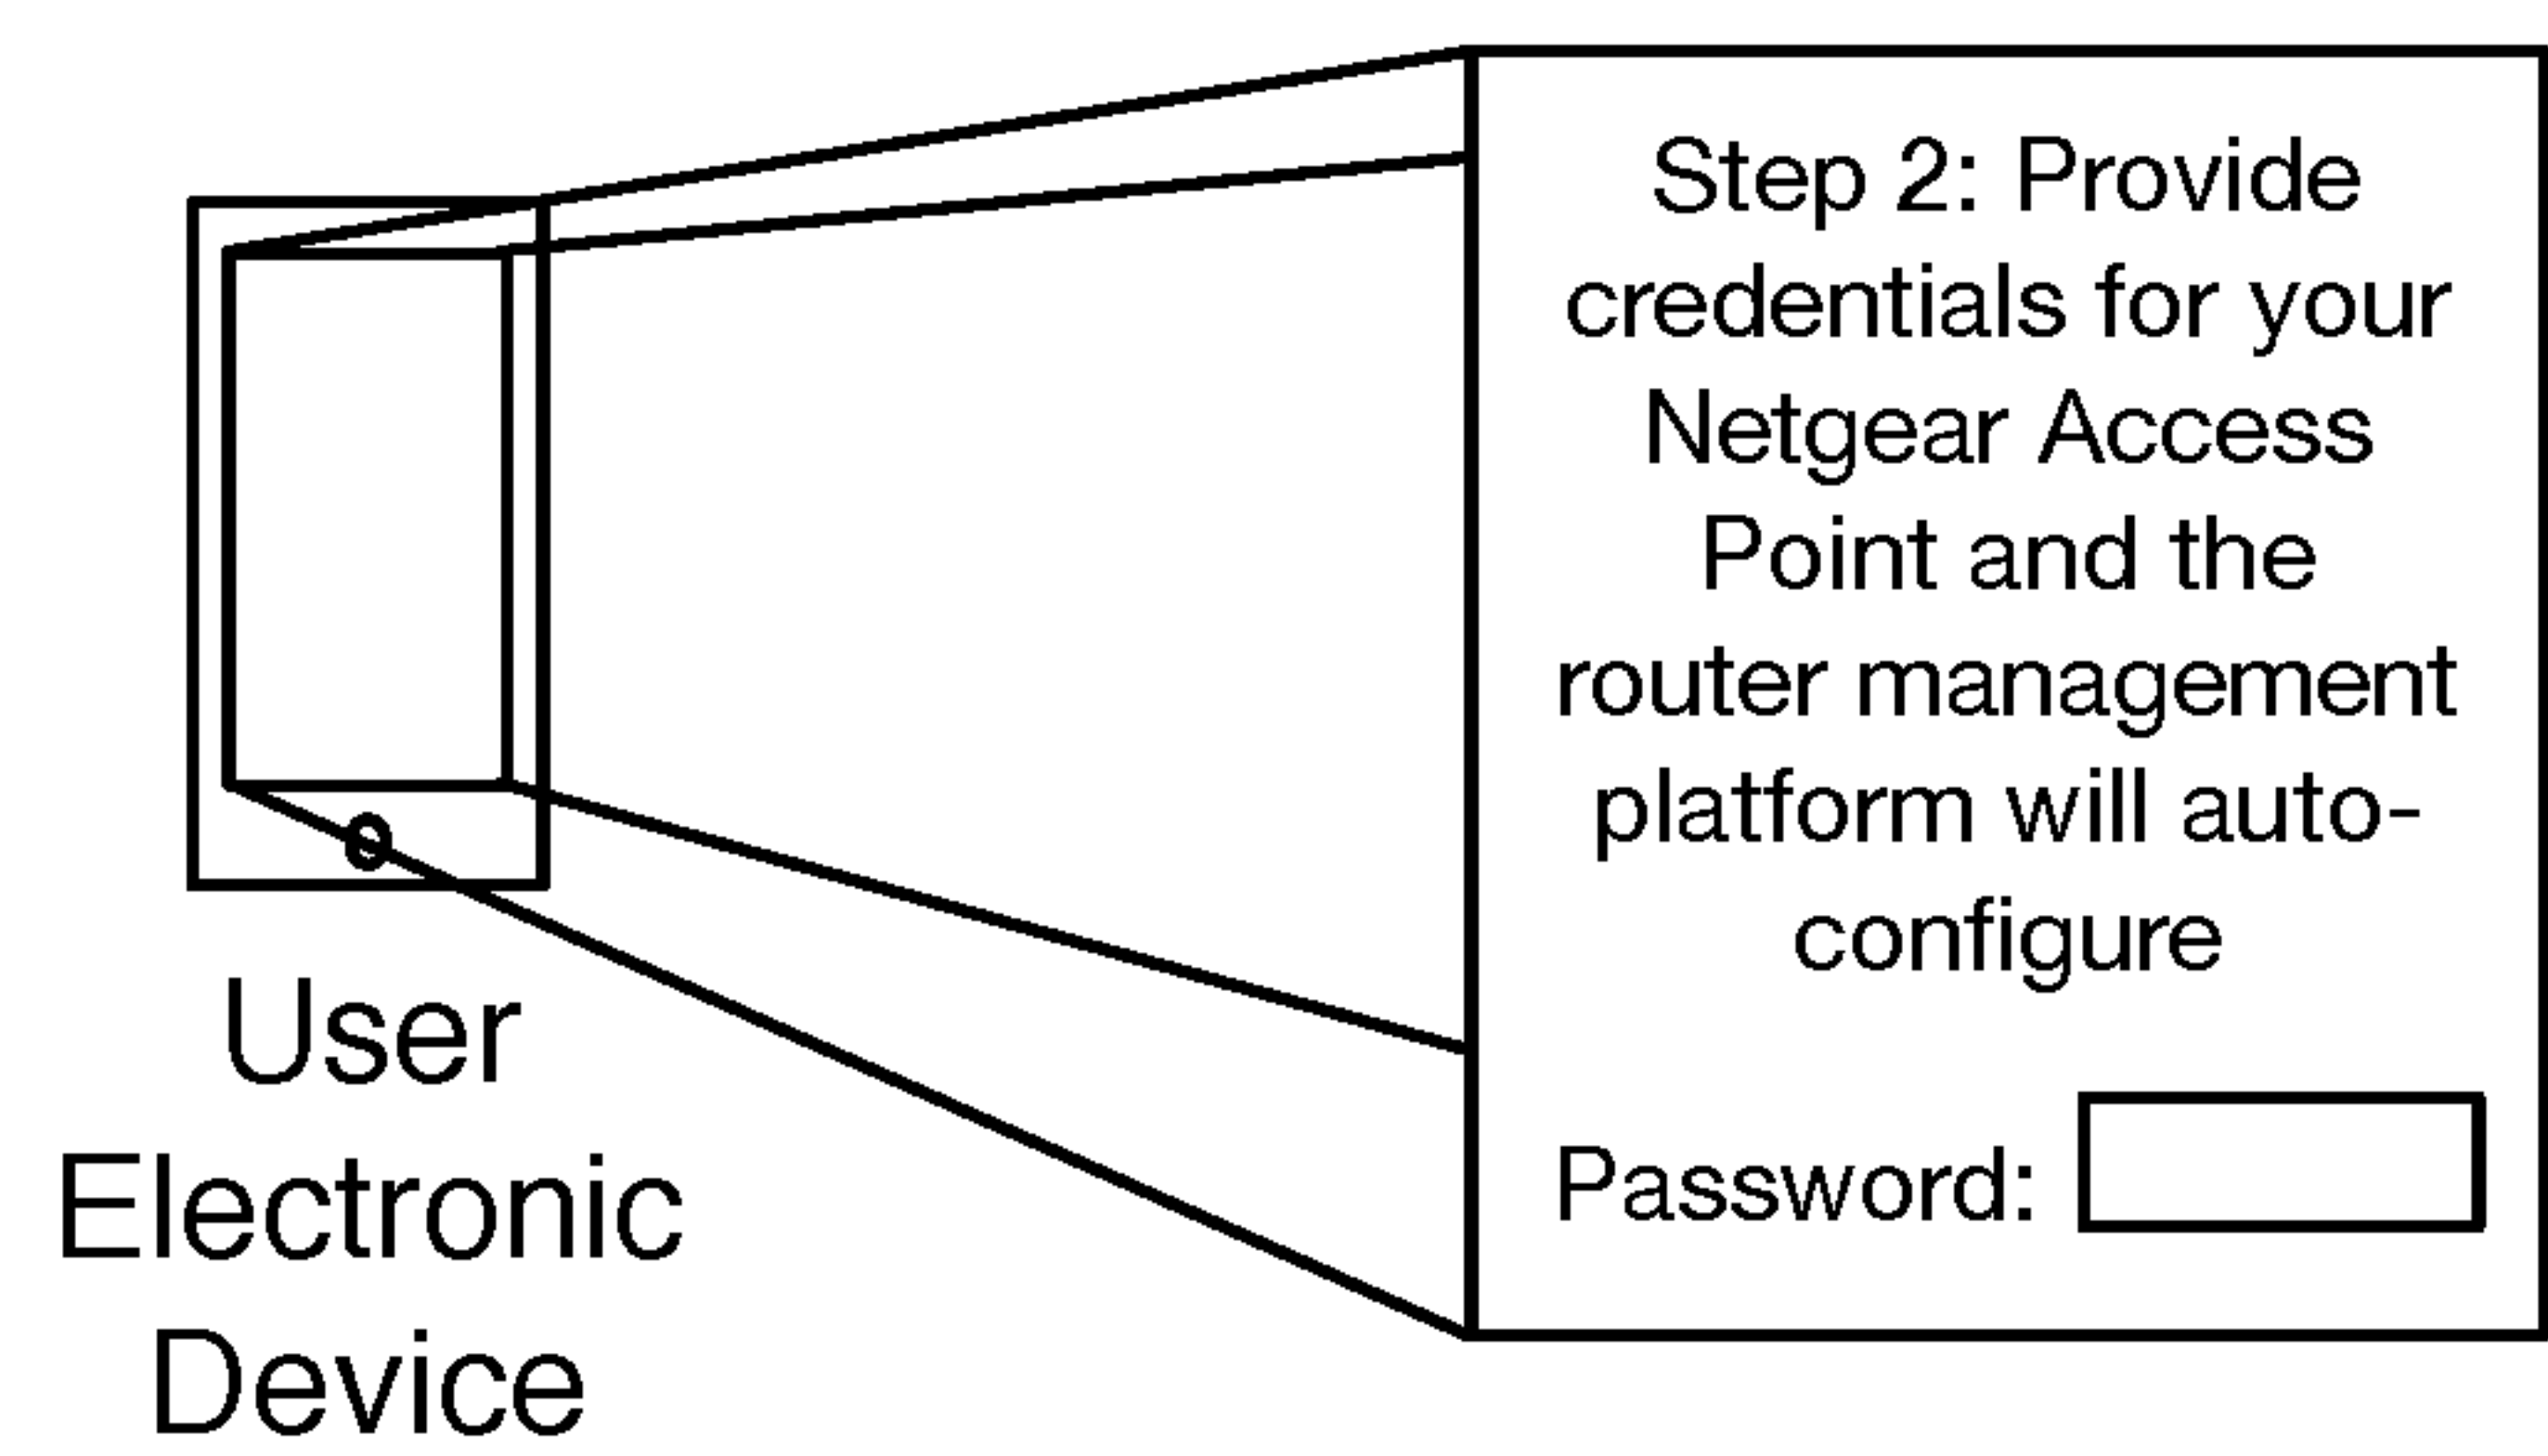 Step 2: Provide
credentials for your
Netgear Access
Point and the
router management
platform will auto-
configure
Password:
User
Electronic
Device